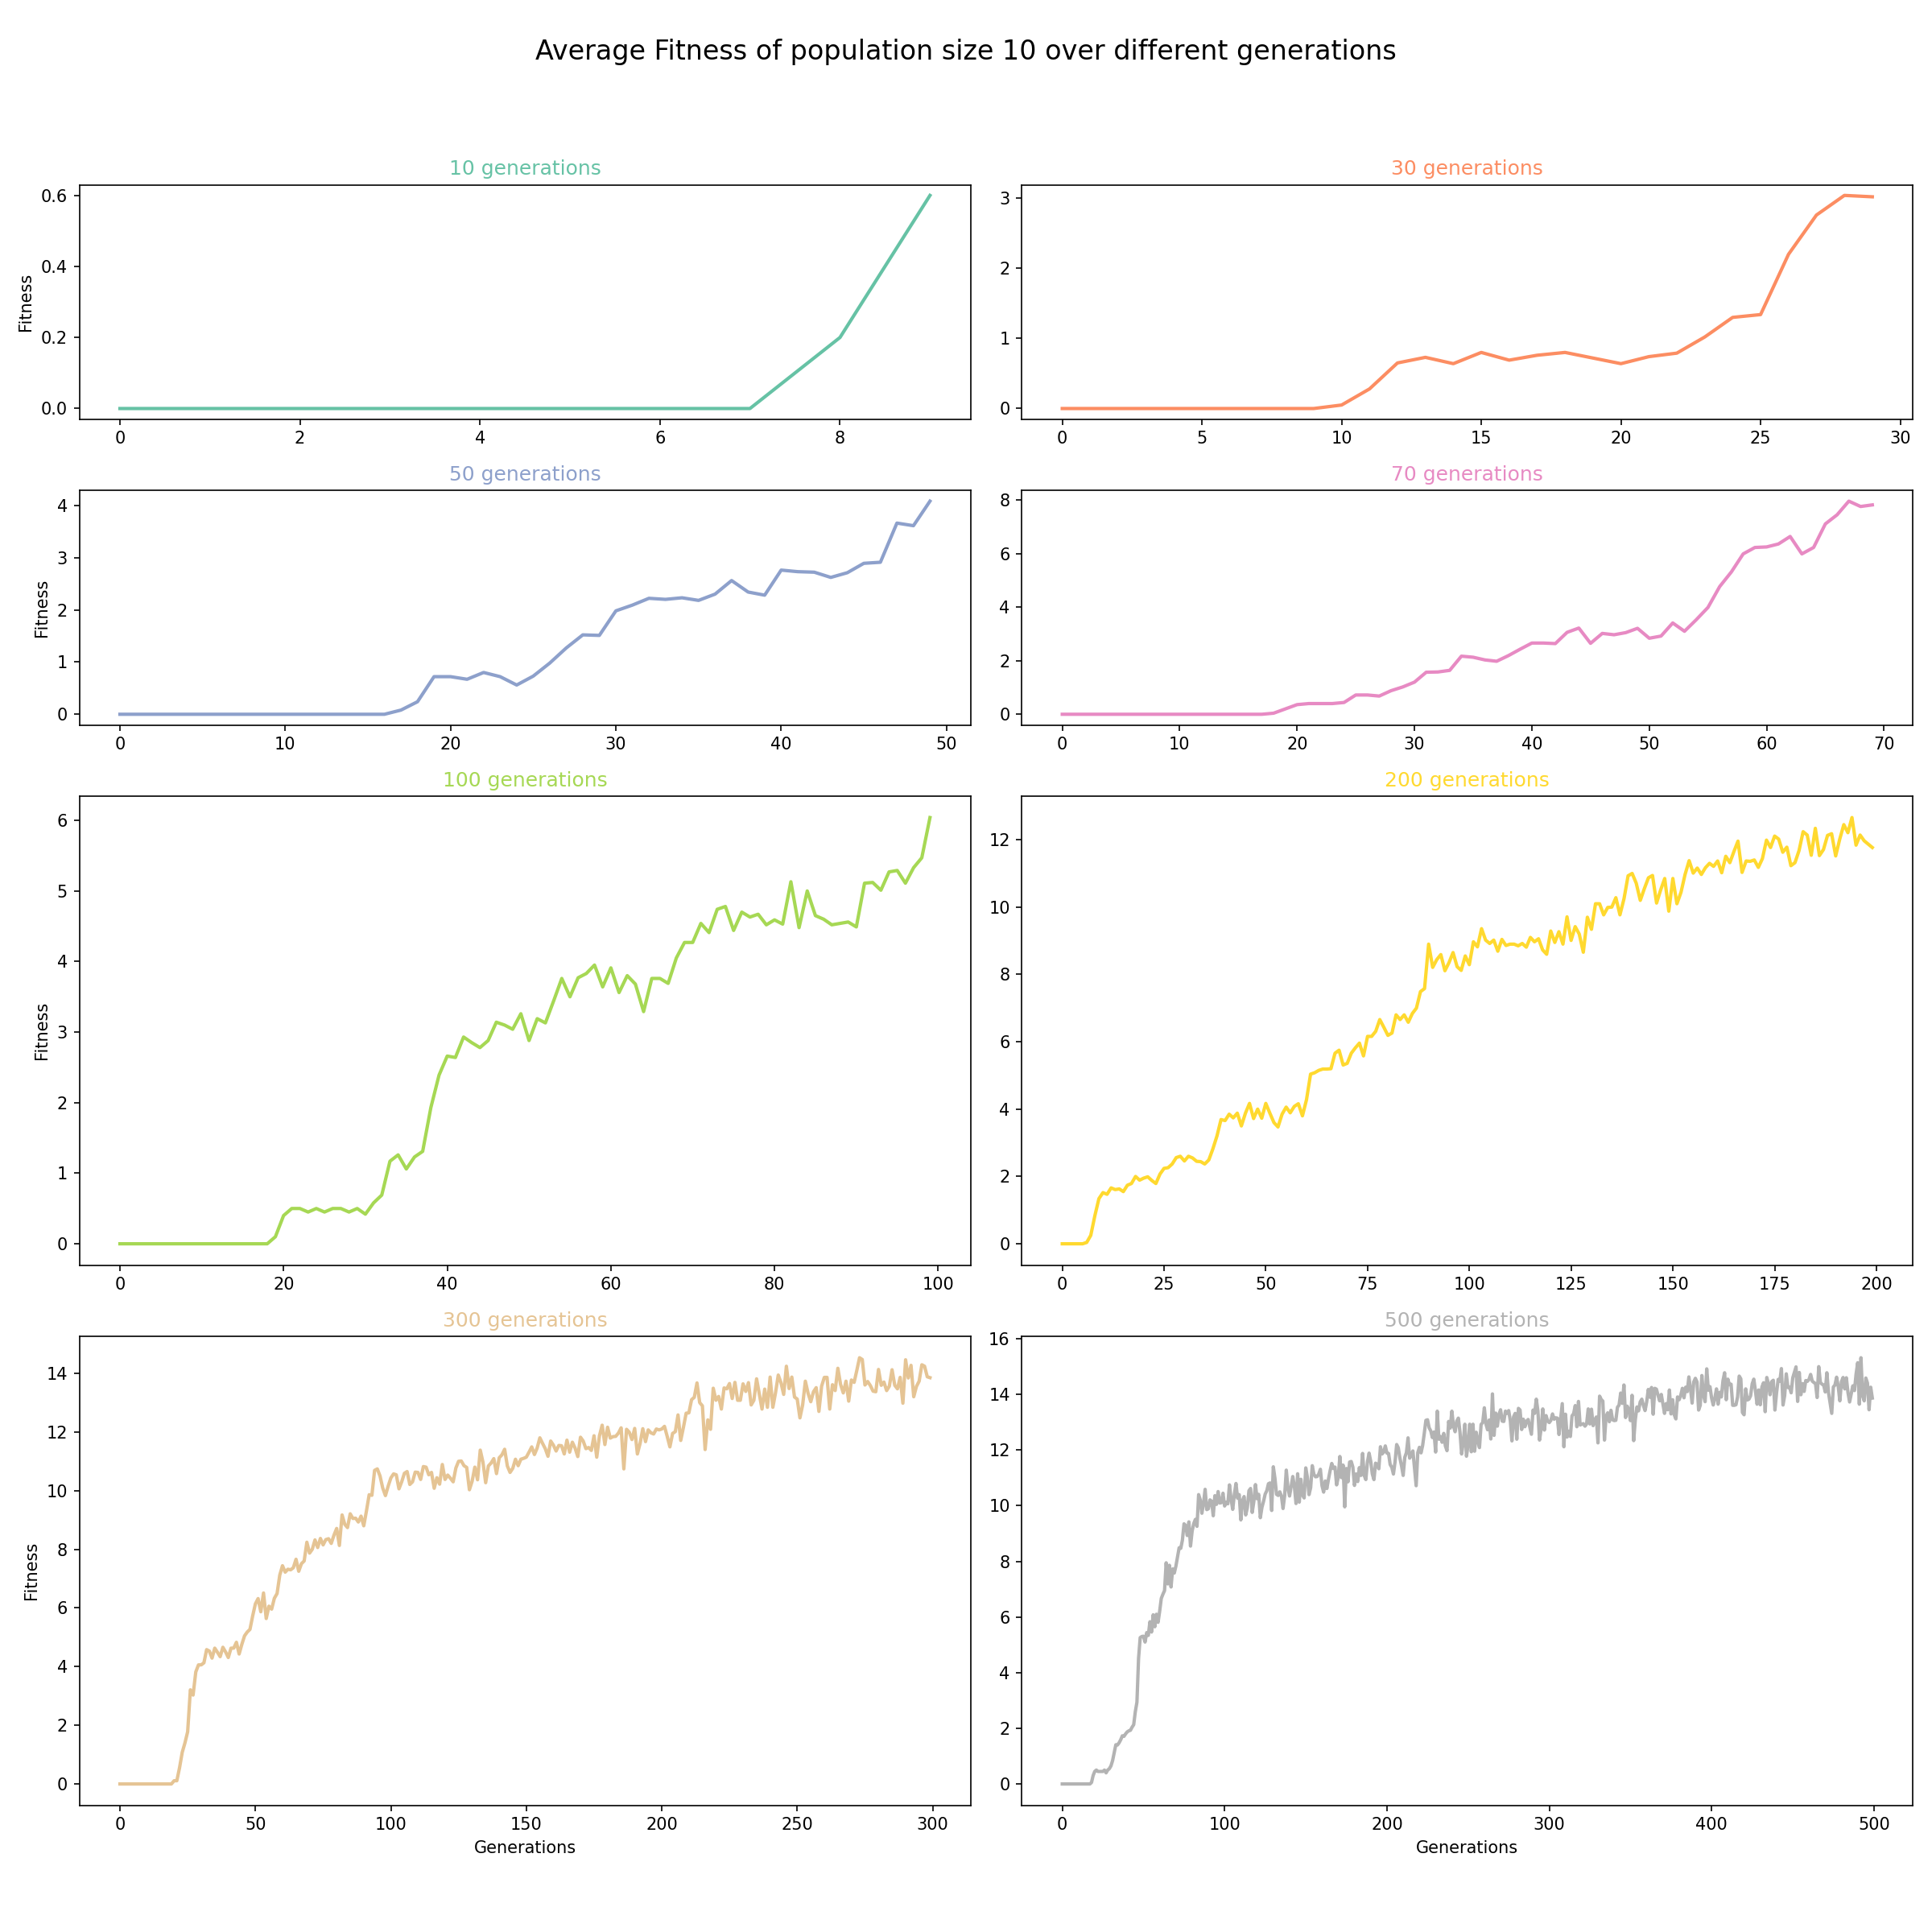 Average Fitness of population size 10 over different generations
10 generations
0.6
0.4
0.2
0.0
Fitness
0 2 4 6 8
30 generations
3
2
1
0
0 5 10 15 20 25 30
50 generations
4
3
2
1
0
Fitness
0 10 20 30 40 50
70 generations
8
6
4
2
0
0 10 20 30 40 50 60 70
100 generations
6
5
4
3
2
1
0
Fitness
0 20 40 60 80 100
200 generations
12
10
8
6
4
2
0
0 25 50 75 100 125 150 175 200
300 generations
14
12
10
8
6
4
2
0
Fitness
0 50 100 150 200 250 300
Generations
500 generations
16
14
12
10
8
6
4
2
0
0 100 200 300 400 500
Generations